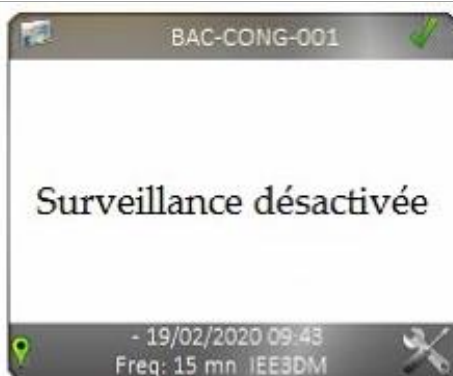 BAC-CONG-001
Surveillance désactivée
- 19/02/2020 09:43
Freq: 15 mn IEE3DM